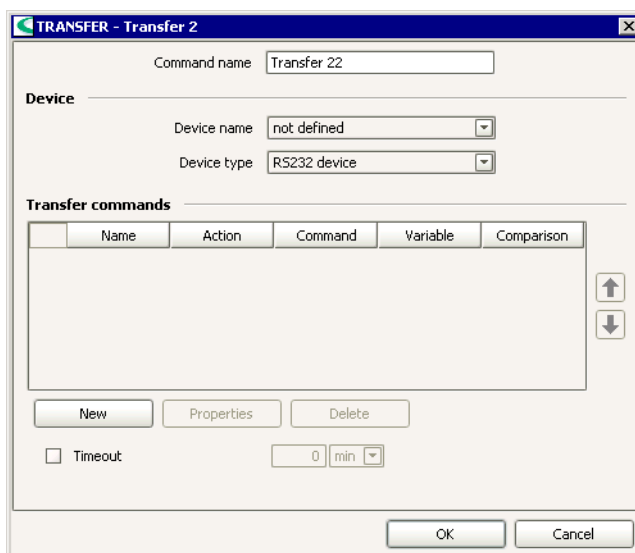 TRANSFER - Transfer 2
Command name Transfer 22
Device
Device name not defined
Device type RS232 device
Transfer commands
Name Action Command Variable Comparison
New Properties Delete
Timeout 0 min
OK Cancel